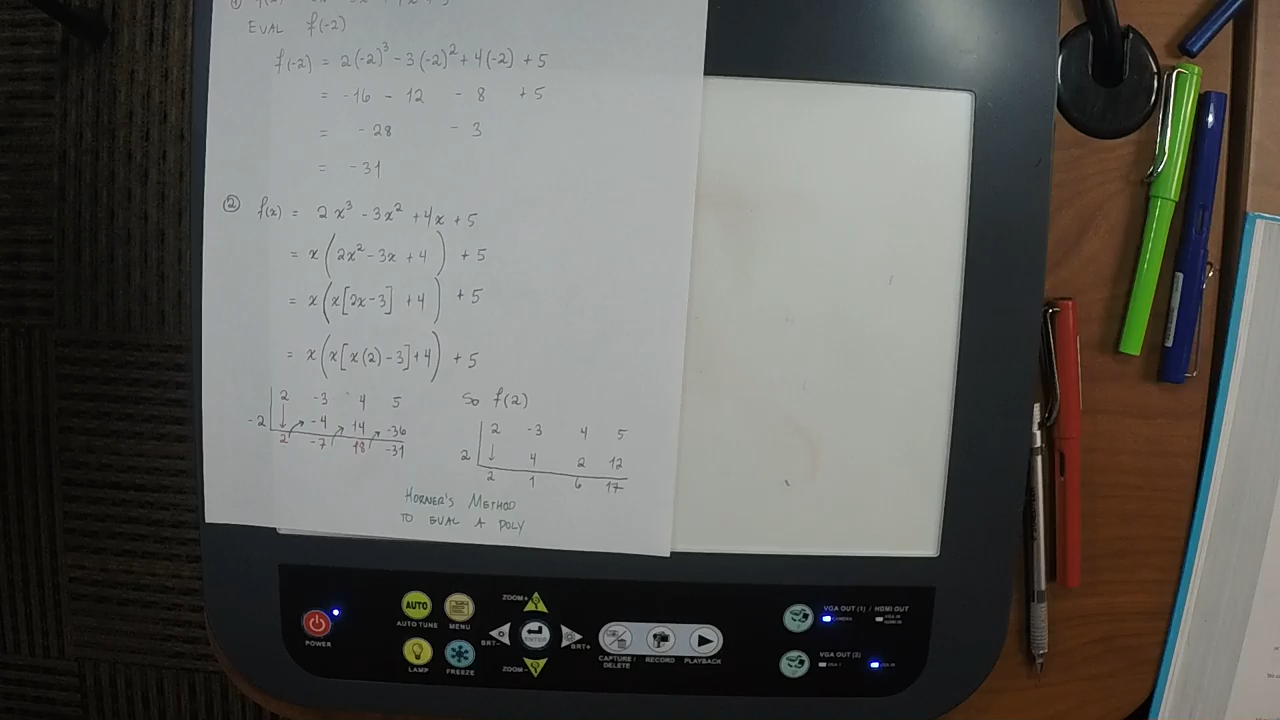 EVAL f(-2)
f(-2) = 2(-2)³ - 3(-2)² + 4(-2) + 5
= -16 - 12 - 8 + 5
= - 28 - 3
= - 31
② f(x) = 2x³ - 3x² + 4x + 5
= x(2x² - 3x + 4) + 5
= x(x[2x-3] + 4) + 5
= x(x[x(2) - 3] + 4) + 5
2 -3 4 5
-2 -4 14 -36
2 -7 18 -31
So f(2)
2 -3 4 5
2 4 2 12
2 1 6 17
HORNER'S METHOD
TO EVAL A POLY
POWER
AUTO
AUTO TUNE
MENU
LAMP
FREEZE
ZOOM+
BRT-
ENTER
BRT+
ZOOM-
CAPTURE/
DELETE
RECORD
PLAYBACK
VGA OUT (1) / HDMI OUT
CAMERA
VGA OUT (2)